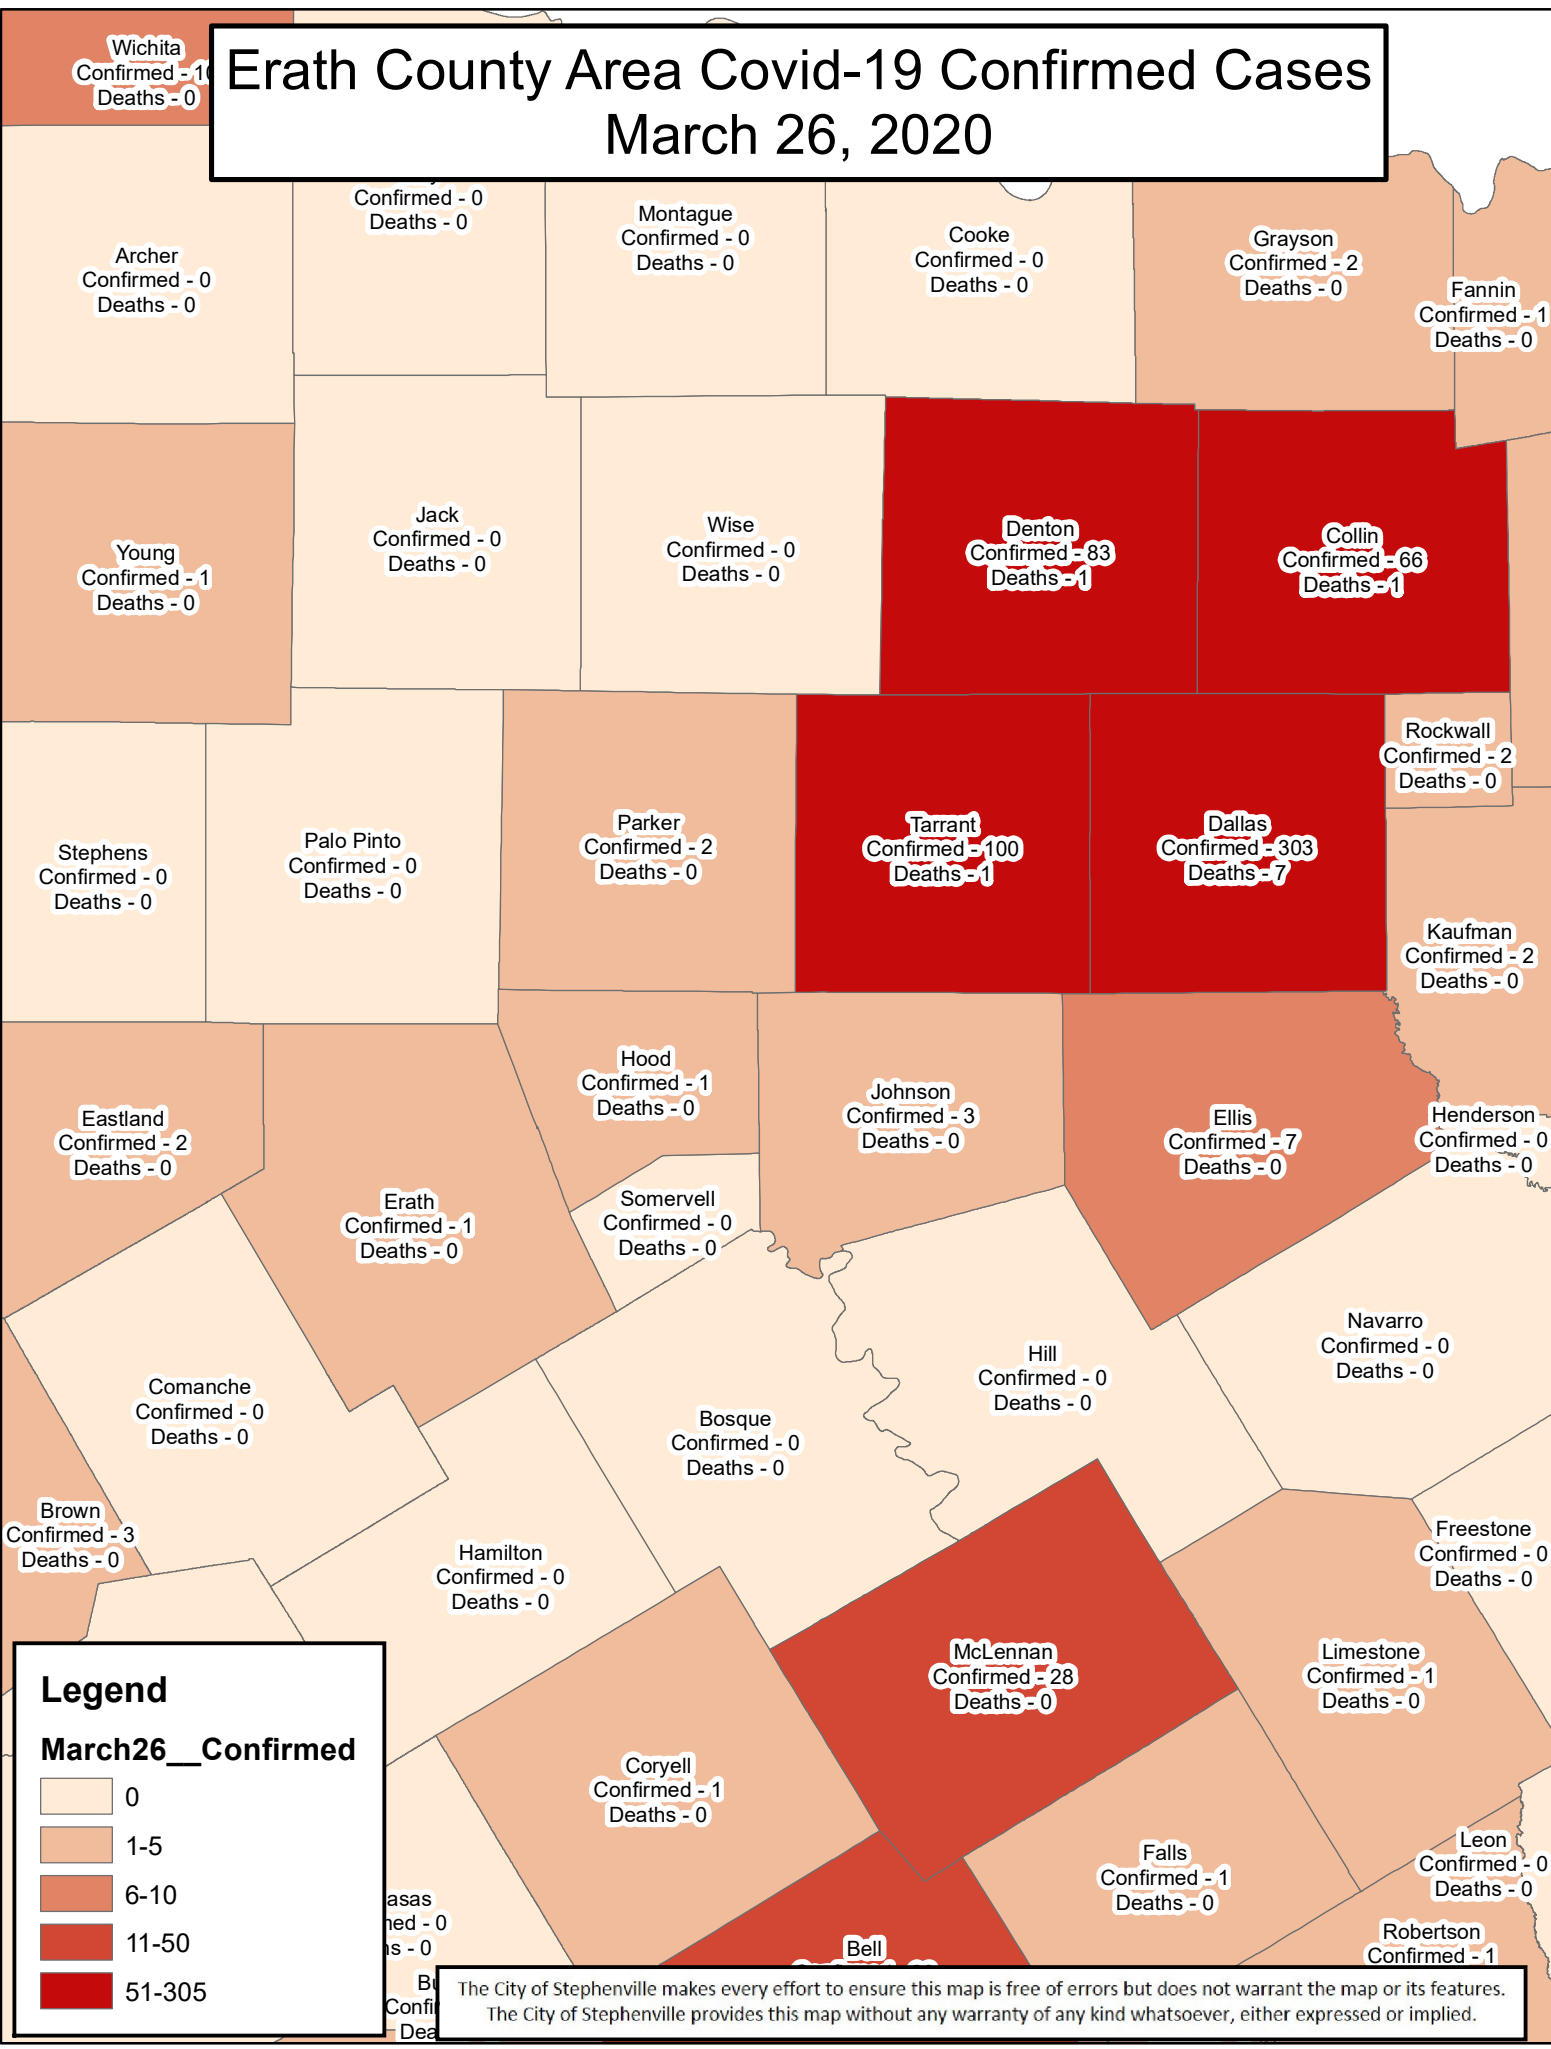 Wichita
Confirmed - 10
Deaths - 0
Erath County Area Covid-19 Confirmed Cases
March 26, 2020
Confirmed - 0
Deaths - 0
Archer
Confirmed - 0
Deaths - 0
Montague
Confirmed - 0
Deaths - 0
Cooke
Confirmed - 0
Deaths - 0
Grayson
Confirmed - 2
Deaths - 0
Fannin
Confirmed - 1
Deaths - 0
Young
Confirmed - 1
Deaths - 0
Jack
Confirmed - 0
Deaths - 0
Wise
Confirmed - 0
Deaths - 0
Denton
Confirmed - 83
Deaths - 1
Collin
Confirmed - 66
Deaths - 1
Rockwall
Confirmed - 2
Deaths - 0
Stephens
Confirmed - 0
Deaths - 0
Palo Pinto
Confirmed - 0
Deaths - 0
Parker
Confirmed - 2
Deaths - 0
Tarrant
Confirmed - 100
Deaths - 1
Dallas
Confirmed - 303
Deaths - 7
Kaufman
Confirmed - 2
Deaths - 0
Eastland
Confirmed - 2
Deaths - 0
Erath
Confirmed - 1
Deaths - 0
Hood
Confirmed - 1
Deaths - 0
Somervell
Confirmed - 0
Deaths - 0
Johnson
Confirmed - 3
Deaths - 0
Ellis
Confirmed - 7
Deaths - 0
Henderson
Confirmed - 0
Deaths - 0
Comanche
Confirmed - 0
Deaths - 0
Bosque
Confirmed - 0
Deaths - 0
Hill
Confirmed - 0
Deaths - 0
Navarro
Confirmed - 0
Deaths - 0
Brown
Confirmed - 3
Deaths - 0
Hamilton
Confirmed - 0
Deaths - 0
Freestone
Confirmed - 0
Deaths - 0
McLennan
Confirmed - 28
Deaths - 0
Limestone
Confirmed - 1
Deaths - 0
Coryell
Confirmed - 1
Deaths - 0
Falls
Confirmed - 1
Deaths - 0
Leon
Confirmed - 0
Deaths - 0
Robertson
Confirmed - 1
Bell
asas
ned - 0
ns - 0
Bu
Confir
Dea
Legend
March26__Confirmed
0
1-5
6-10
11-50
51-305
The City of Stephenville makes every effort to ensure this map is free of errors but does not warrant the map or its features.
The City of Stephenville provides this map without any warranty of any kind whatsoever, either expressed or implied.